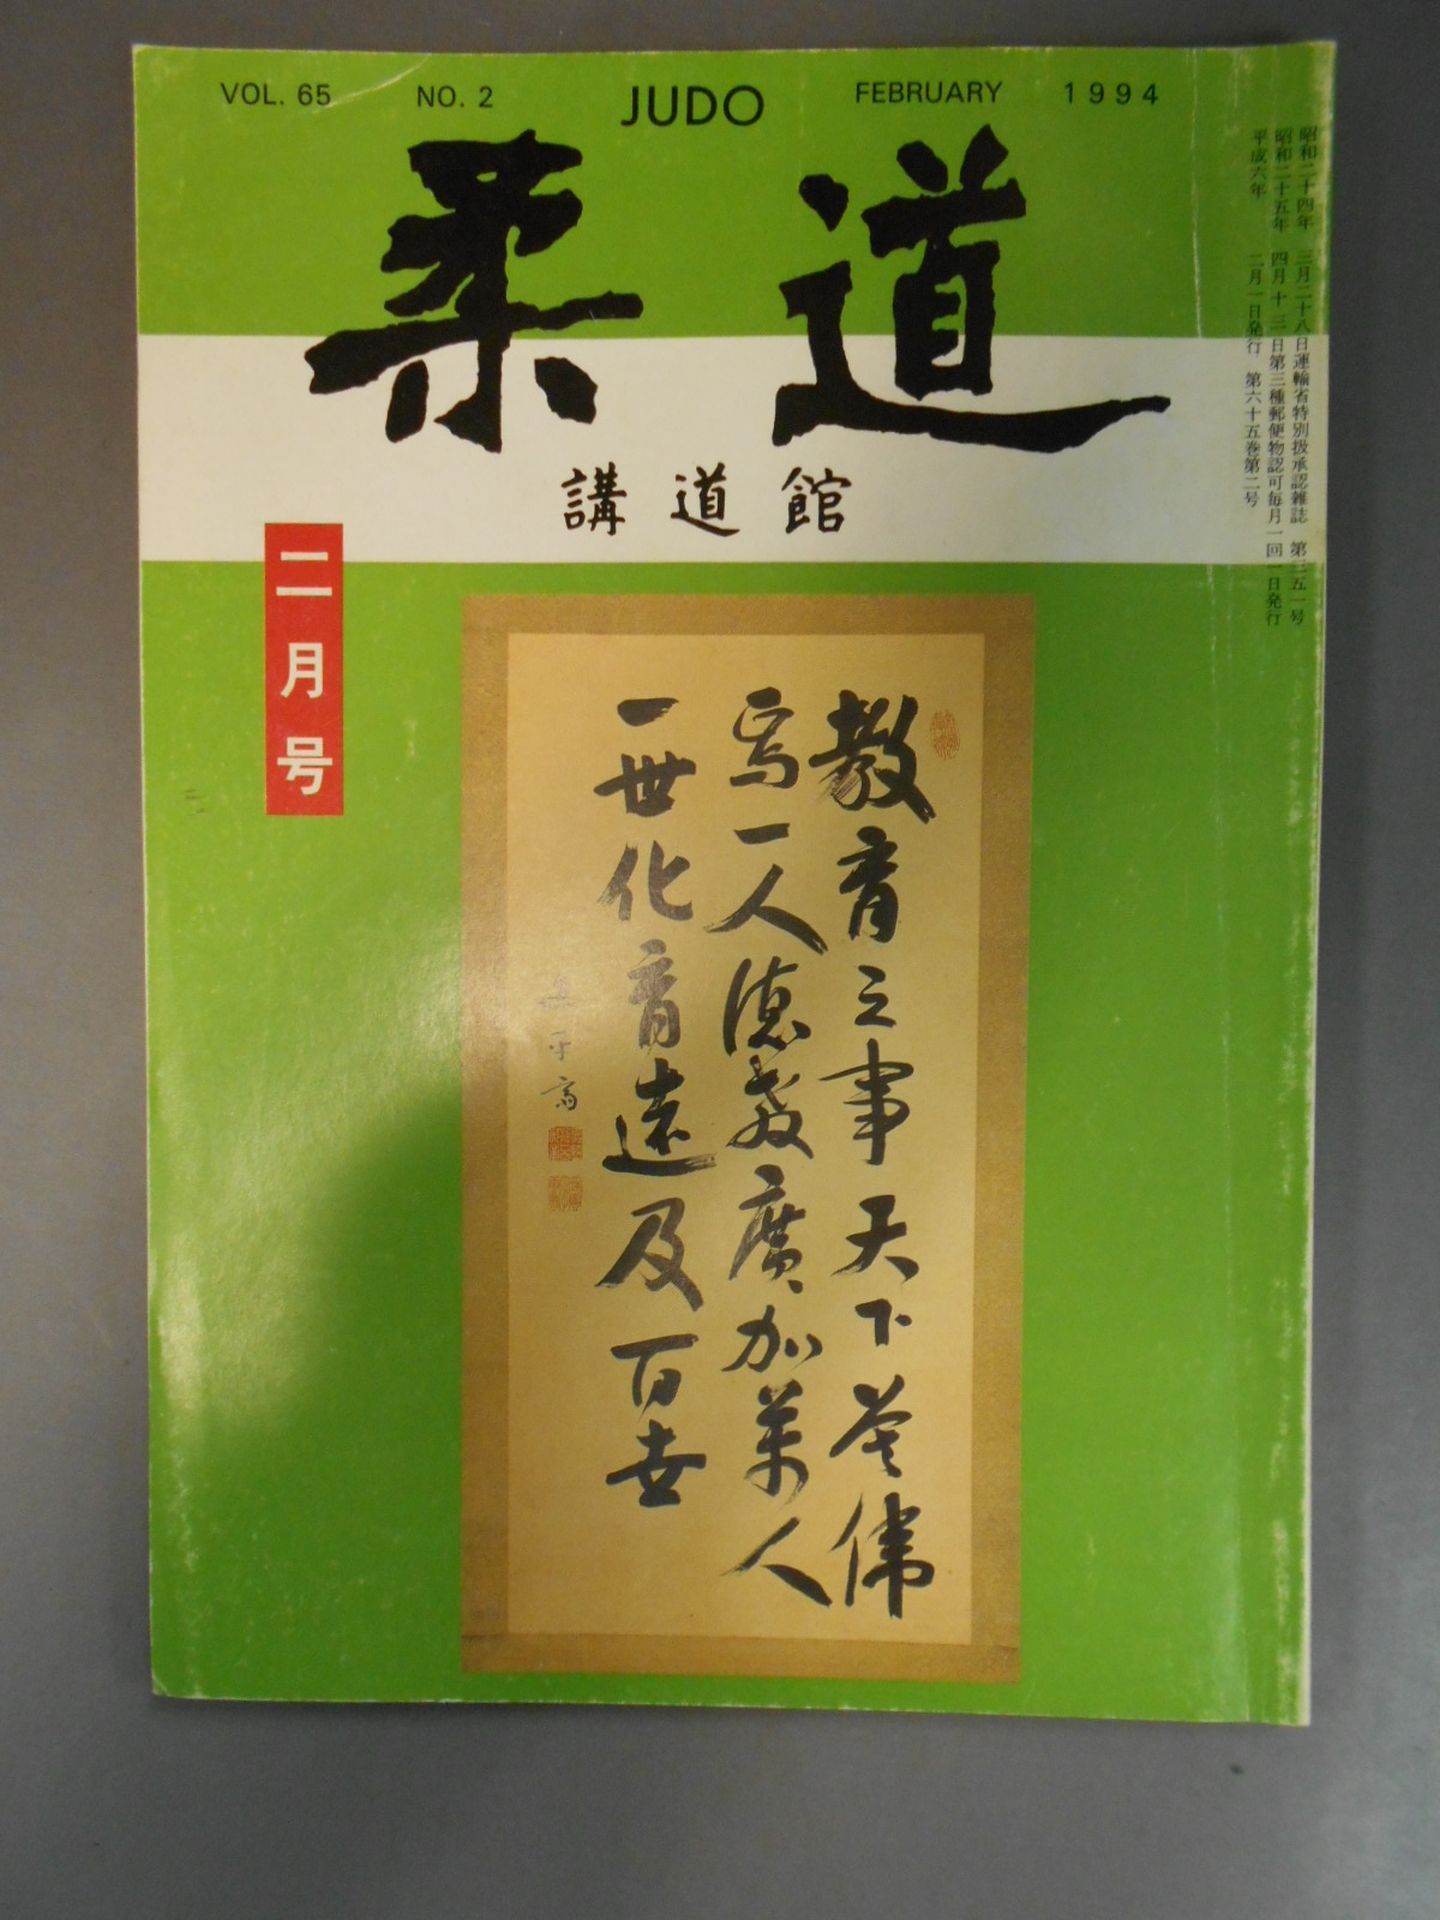 VOL. 65 NO. 2 JUDO FEBRUARY 1994
柔道
講道館
二月号
昭和二十四年 三月二十八日運輸省特別扱承認雑誌 第三五一号
昭和二十五年 四月十三日第三種郵便物認可毎月一回一日発行
平成六年 二月一日発行 第六十五巻第二号
教育之事天下莫偉
焉一人徳教廣加萬人
一世化育遠及百世
進乎斎